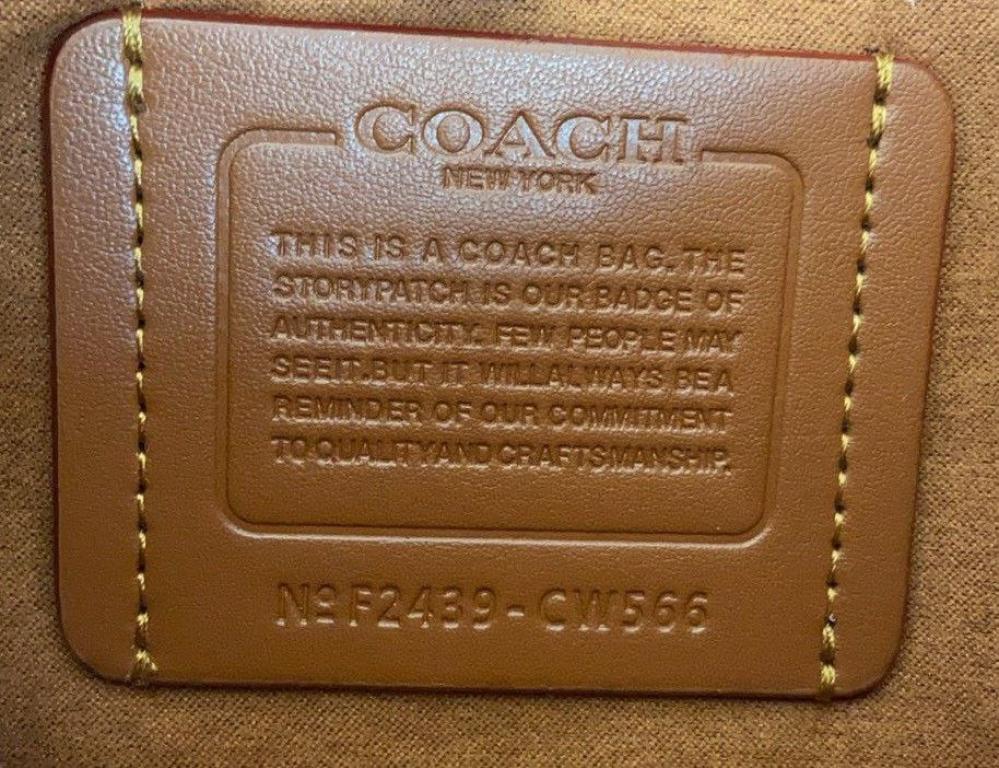 COACH
NEW YORK
THIS IS A COACH BAG. THE
STORYPATCH IS OUR BADGE OF
AUTHENTICITY. FEW PEOPLE MAY
SEE IT. BUT IT WILL ALWAYS BE A
REMINDER OF OUR COMMITMENT
TO QUALITY AND CRAFTSMANSHIP.
№ F2439 - CW566